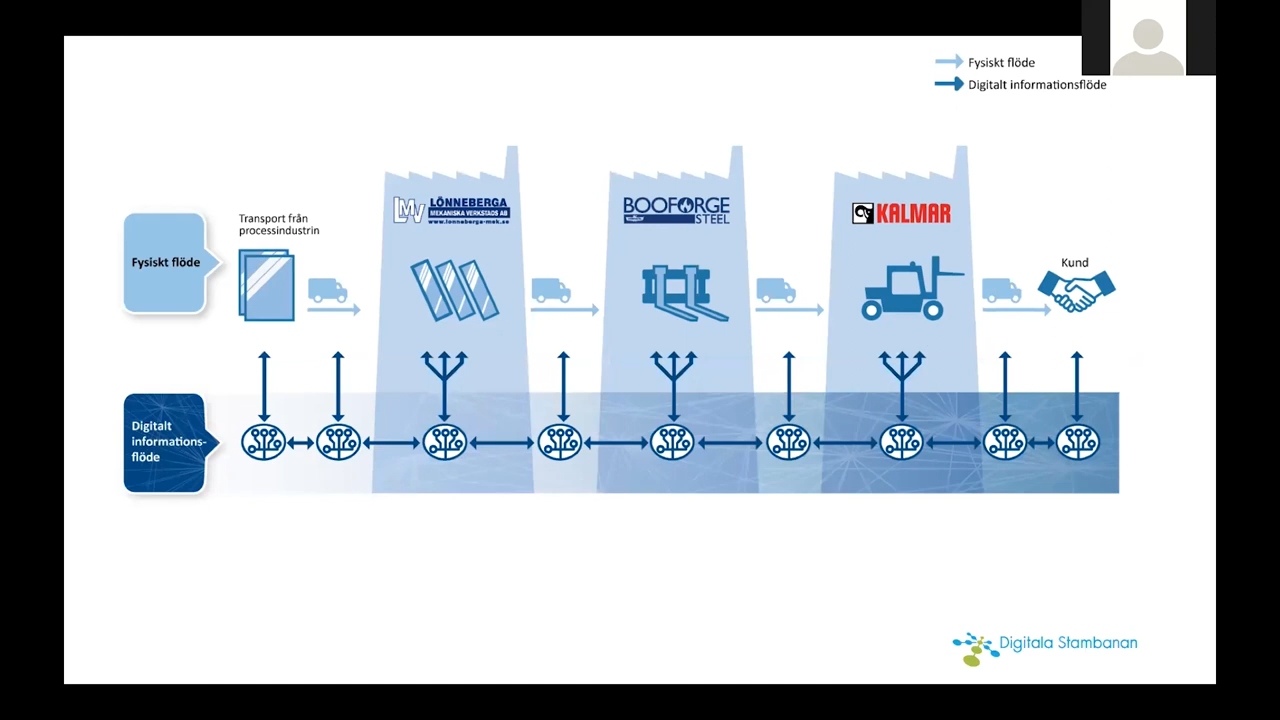 Fysiskt flöde
Digitalt informationsflöde
LMV
LÖNNEBERGA
MEKANISKA VERKSTADS AB
www.lonneberga-mek.se
BOOFORGE
STEEL
KALMAR
Transport från
processindustrin
Fysiskt flöde
Kund
Digitalt
informations-
flöde
Digitala Stambanan